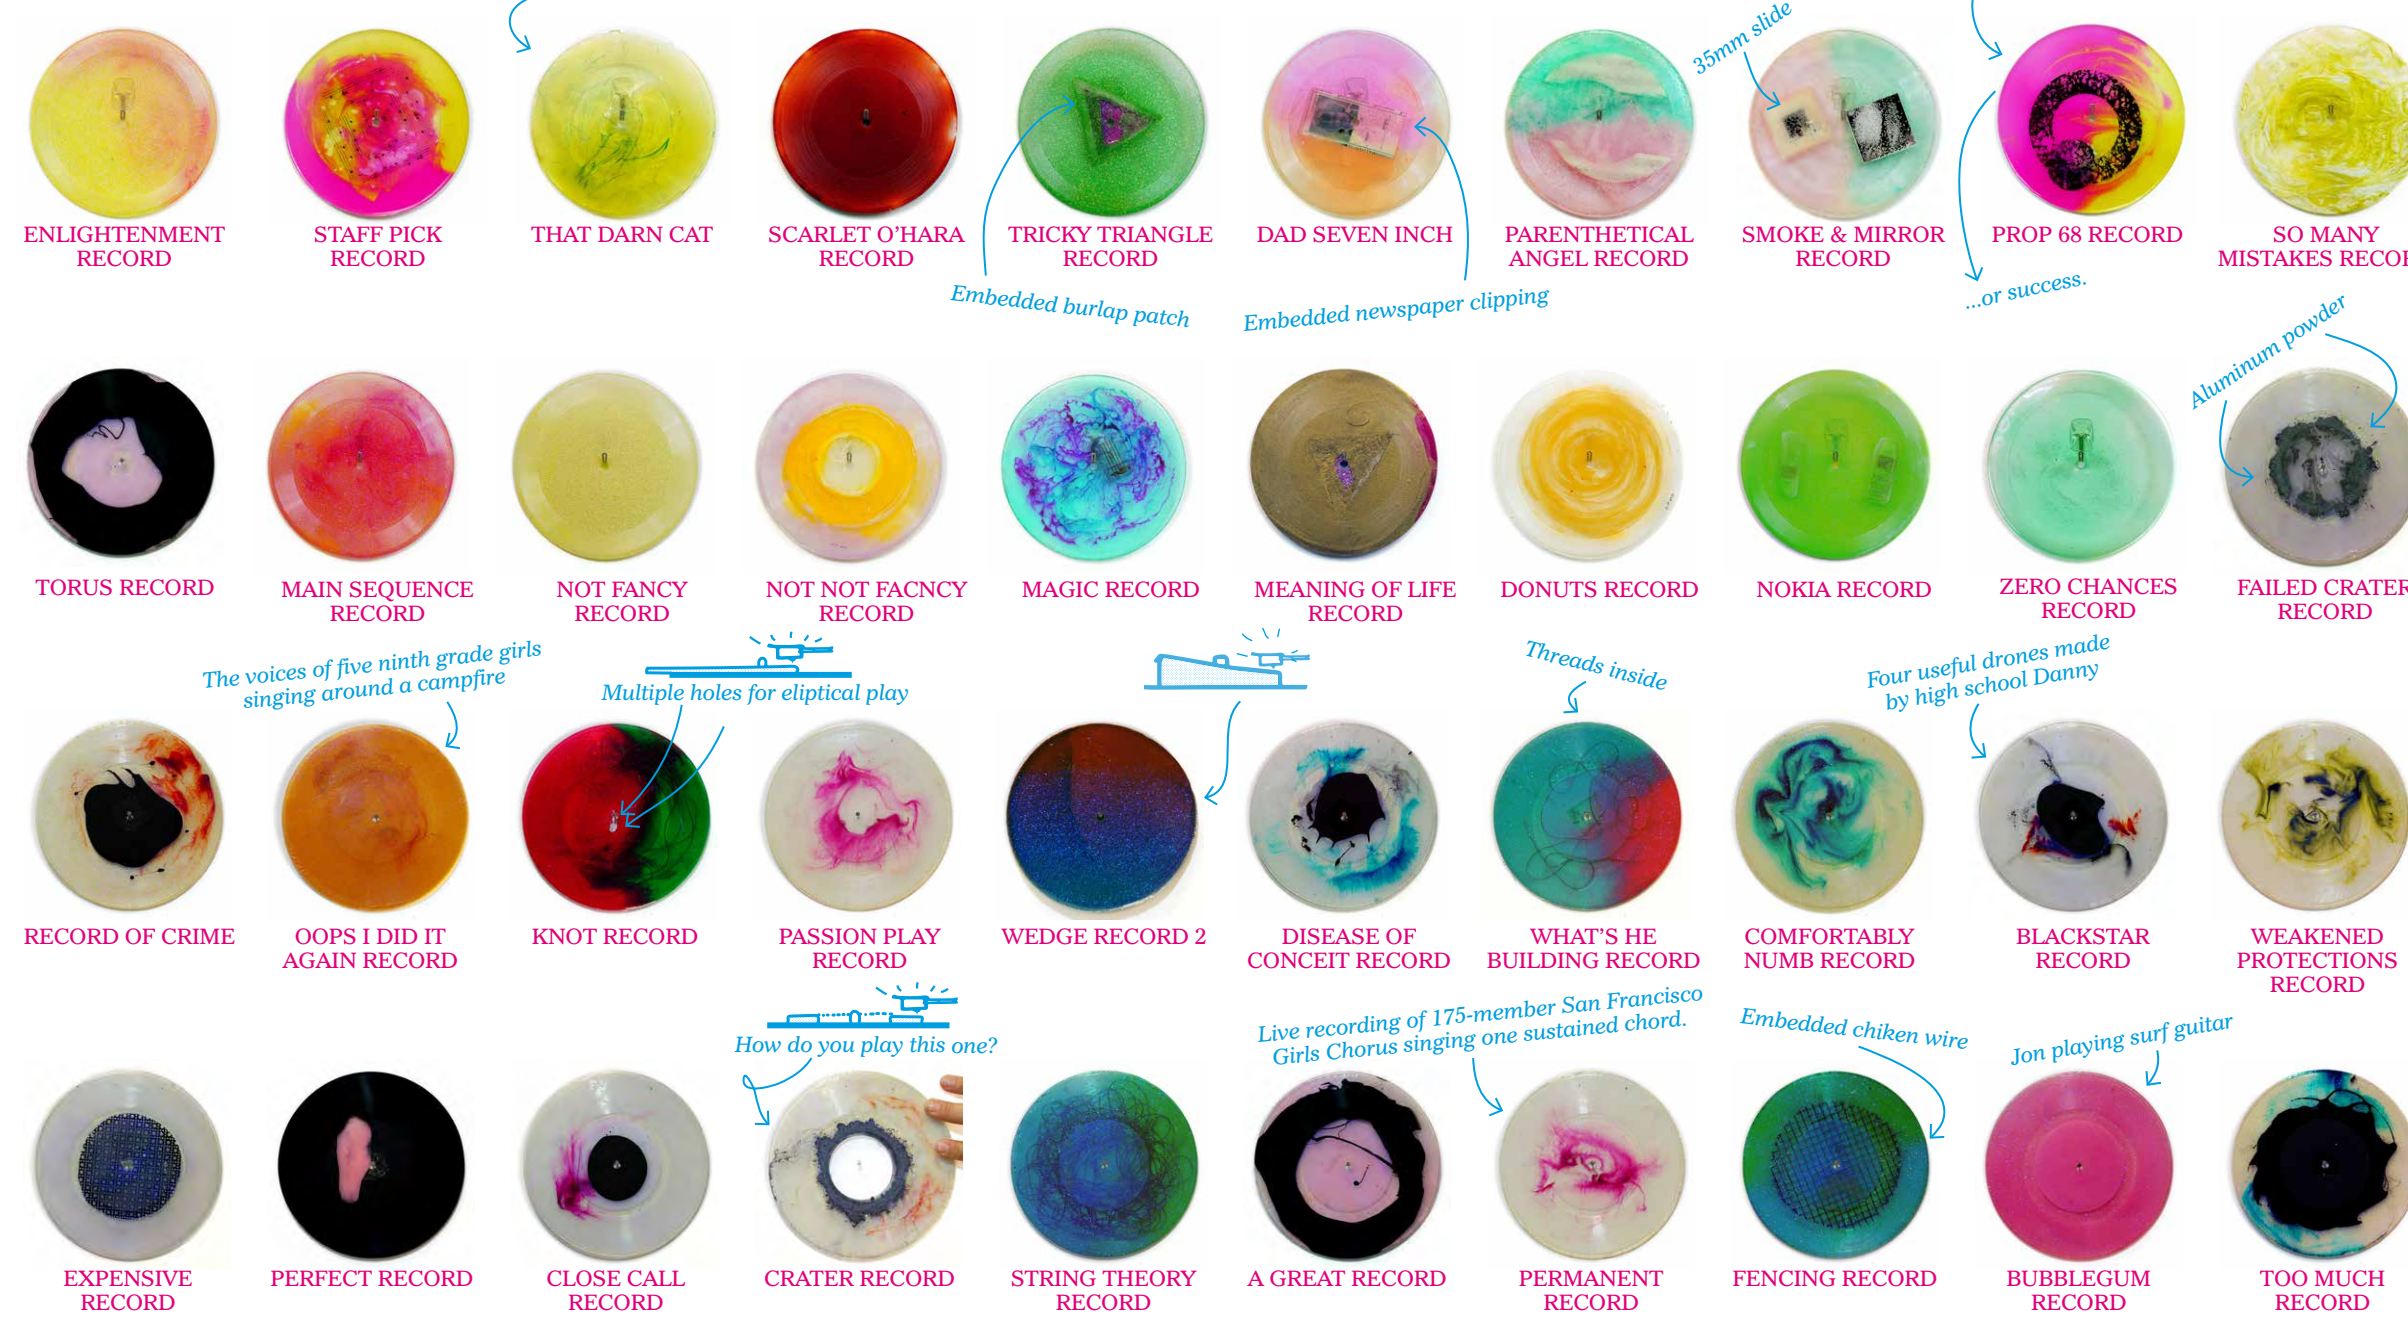 35mm slide
ENLIGHTENMENT
RECORD
STAFF PICK
RECORD
THAT DARN CAT
SCARLET O'HARA
RECORD
TRICKY TRIANGLE
RECORD
DAD SEVEN INCH
PARENTHETICAL
ANGEL RECORD
SMOKE & MIRROR
RECORD
PROP 68 RECORD
SO MANY
MISTAKES RECOR
Embedded burlap patch
Embedded newspaper clipping
...or success.
Aluminum powder
TORUS RECORD
MAIN SEQUENCE
RECORD
NOT FANCY
RECORD
NOT NOT FACNCY
RECORD
MAGIC RECORD
MEANING OF LIFE
RECORD
DONUTS RECORD
NOKIA RECORD
ZERO CHANCES
RECORD
FAILED CRATER
RECORD
The voices of five ninth grade girls
singing around a campfire
Multiple holes for eliptical play
Threads inside
Four useful drones made
by high school Danny
RECORD OF CRIME
OOPS I DID IT
AGAIN RECORD
KNOT RECORD
PASSION PLAY
RECORD
WEDGE RECORD 2
DISEASE OF
CONCEIT RECORD
WHAT'S HE
BUILDING RECORD
COMFORTABLY
NUMB RECORD
BLACKSTAR
RECORD
WEAKENED
PROTECTIONS
RECORD
How do you play this one?
Live recording of 175-member San Francisco
Girls Chorus singing one sustained chord.
Embedded chiken wire
Jon playing surf guitar
EXPENSIVE
RECORD
PERFECT RECORD
CLOSE CALL
RECORD
CRATER RECORD
STRING THEORY
RECORD
A GREAT RECORD
PERMANENT
RECORD
FENCING RECORD
BUBBLEGUM
RECORD
TOO MUCH
RECORD